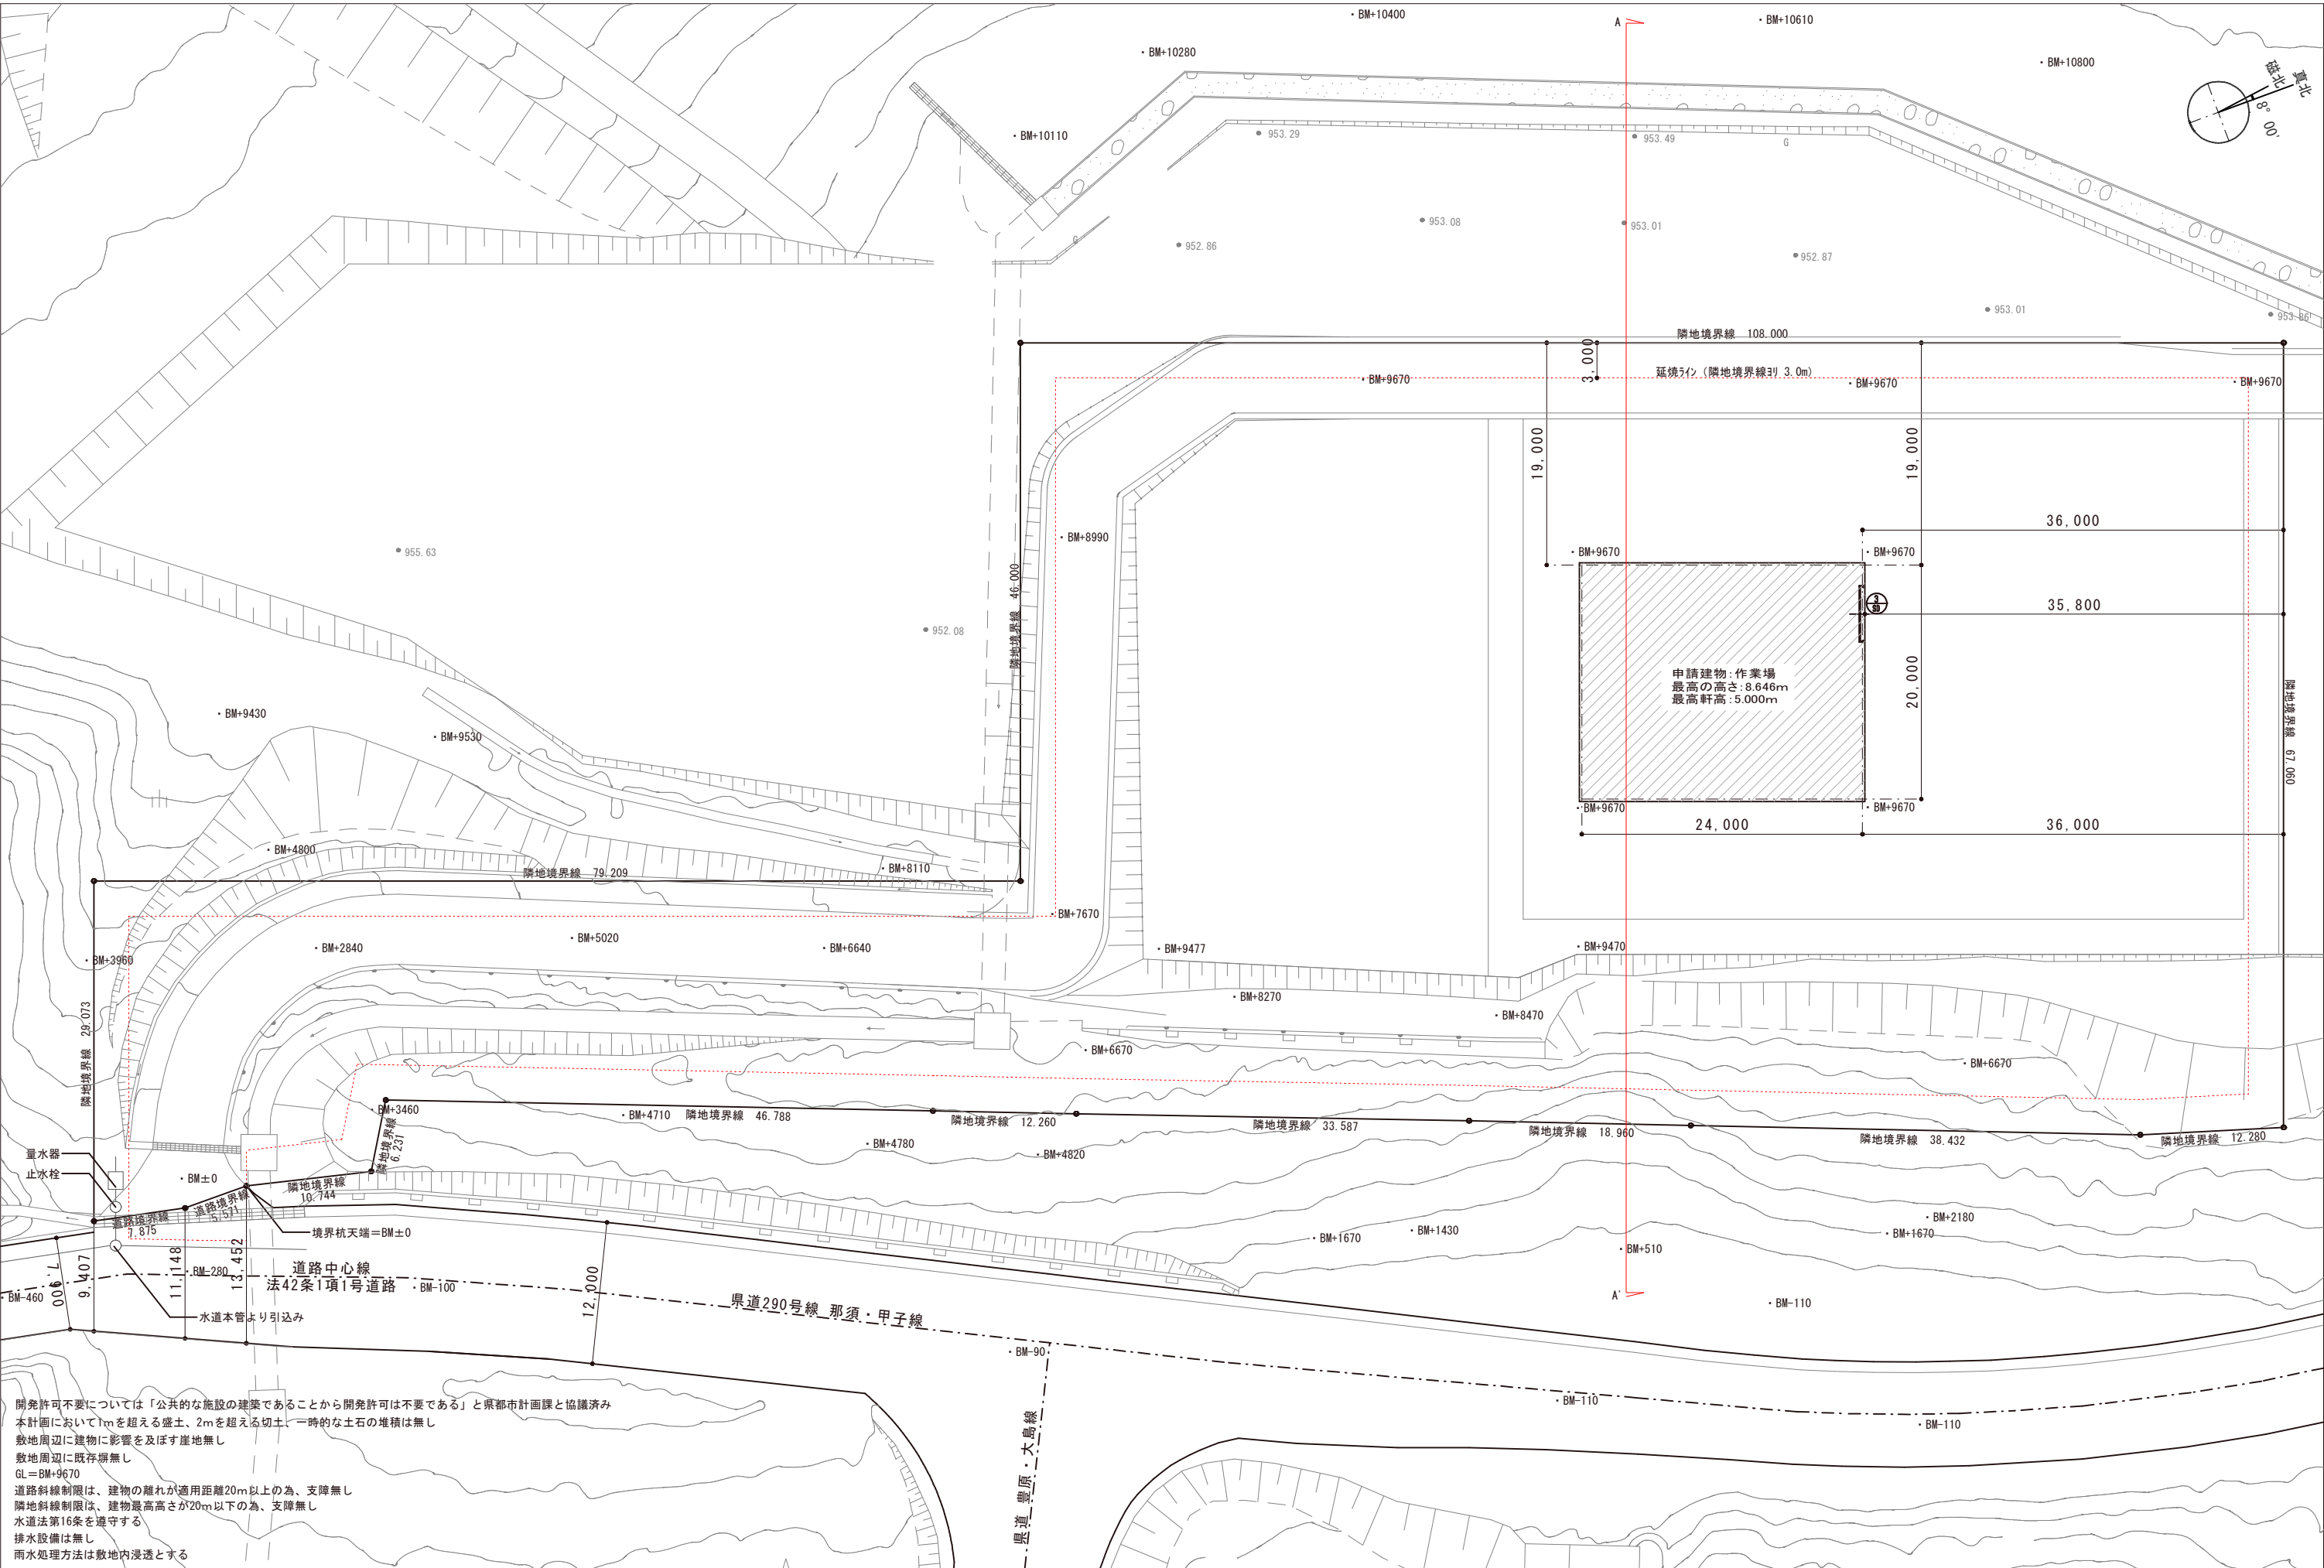 BM+10400
A
BM+10610
BM+10280
BM+10800
磁北
真北
8° 00'
BM+10110
953.29
953.49
G
953.08
953.01
952.86
G
952.87
953.01
953.86
隣地境界線 108.000
3,000
延焼ﾗｲﾝ (隣地境界線ﾖﾘ 3.0m)
BM+9670
BM+9670
BM+9670
19,000
19,000
36,000
BM+8990
955.63
BM+9670
BM+9670
隣地境界線 46.000
3
35,800
952.08
申請建物:作業場
最高の高さ:8.646m
最高軒高:5.000m
20,000
隣地境界線 67.060
BM+9430
BM+9530
BM+9670
BM+9670
24,000
36,000
BM+4800
BM+8110
隣地境界線 79.209
BM+7670
BM+3960
BM+2840
BM+5020
BM+6640
BM+9477
BM+9470
BM+8270
BM+8470
隣地境界線 29.073
BM+6670
BM+6670
BM+3460
BM+4710
隣地境界線 46.788
隣地境界線 12.260
隣地境界線 33.587
隣地境界線 18.960
隣地境界線 38.432
隣地境界線 12.280
隣地境界線
6.231
BM+4780
BM+4820
量水器
止水栓
BM±0
隣地境界線
10.744
道路境界線
5.571
道路境界線
7.875
境界杭天端=BM±0
BM+1670
BM+1430
BM+2180
BM+1670
BM+510
7,900
9,407
11,148
13,452
12,000
BM-280
道路中心線
法42条1項1号道路
BM-100
BM-460
水道本管より引込み
県道290号線 那須・甲子線
A'
BM-110
BM-90
BM-110
BM-110
県道 豊原・大島線
開発許可不要については「公共的な施設の建築であることから開発許可は不要である」と県都市計画課と協議済み
本計画において1mを超える盛土、2mを超える切土、一時的な土石の堆積は無し
敷地周辺に建物に影響を及ぼす崖地無し
敷地周辺に既存塀無し
GL=BM+9670
道路斜線制限は、建物の離れが適用距離20m以上の為、支障無し
隣地斜線制限は、建物最高高さが20m以下の為、支障無し
水道法第16条を遵守する
排水設備は無し
雨水処理方法は敷地内浸透とする